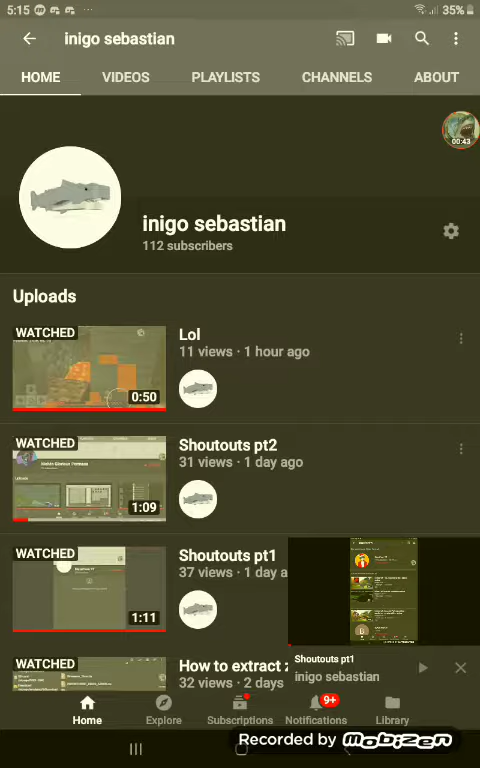 5:15
35%
inigo sebastian
HOME VIDEOS PLAYLISTS CHANNELS ABOUT
00:43
inigo sebastian
112 subscribers
Uploads
WATCHED
0:50
Lol
11 views · 1 hour ago
WATCHED
1:09
Shoutouts pt2
31 views · 1 day ago
WATCHED
1:11
Shoutouts pt1
37 views · 1 day a
WATCHED
How to extract z
32 views · 2 days
Shoutouts pt1
inigo sebastian
9+
Home Explore Subscriptions Notifications Library
Recorded by mobizen